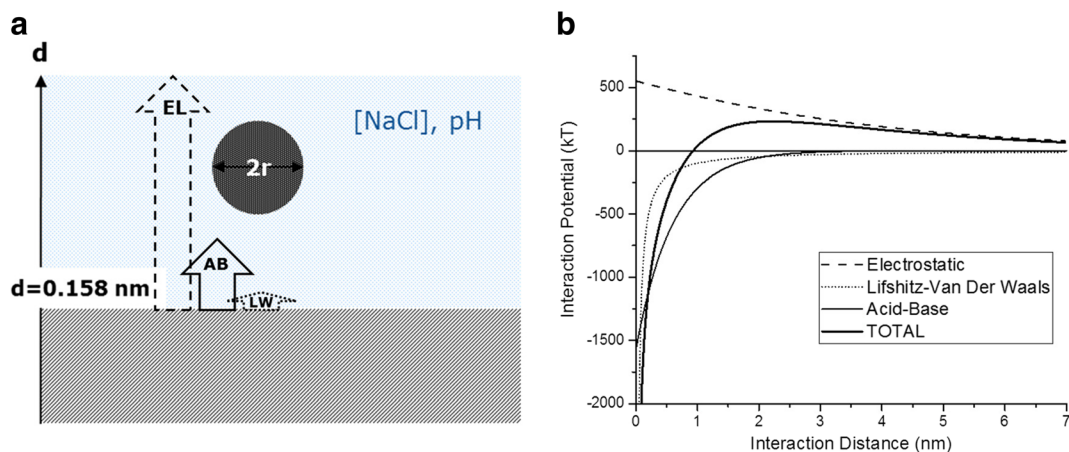 a
d
EL
[NaCl], pH
2r
AB
d=0.158 nm
LW
b
500
0
-500
-1000
-1500
-2000
Interaction Potential (kT)
Electrostatic
Lifshitz-Van Der Waals
Acid-Base
TOTAL
0 1 2 3 4 5 6 7
Interaction Distance (nm)